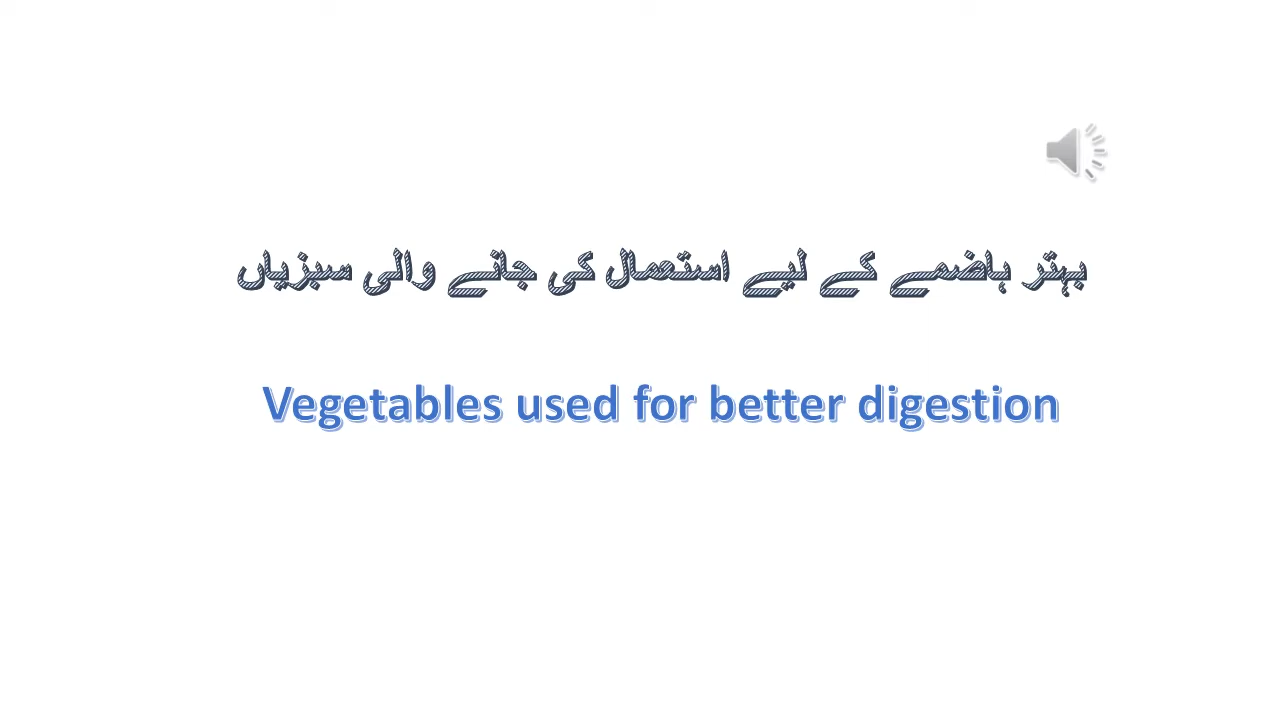 بہتر ہاضمے کے لیے استعمال کی جانے والی سبزیاں
Vegetables used for better digestion